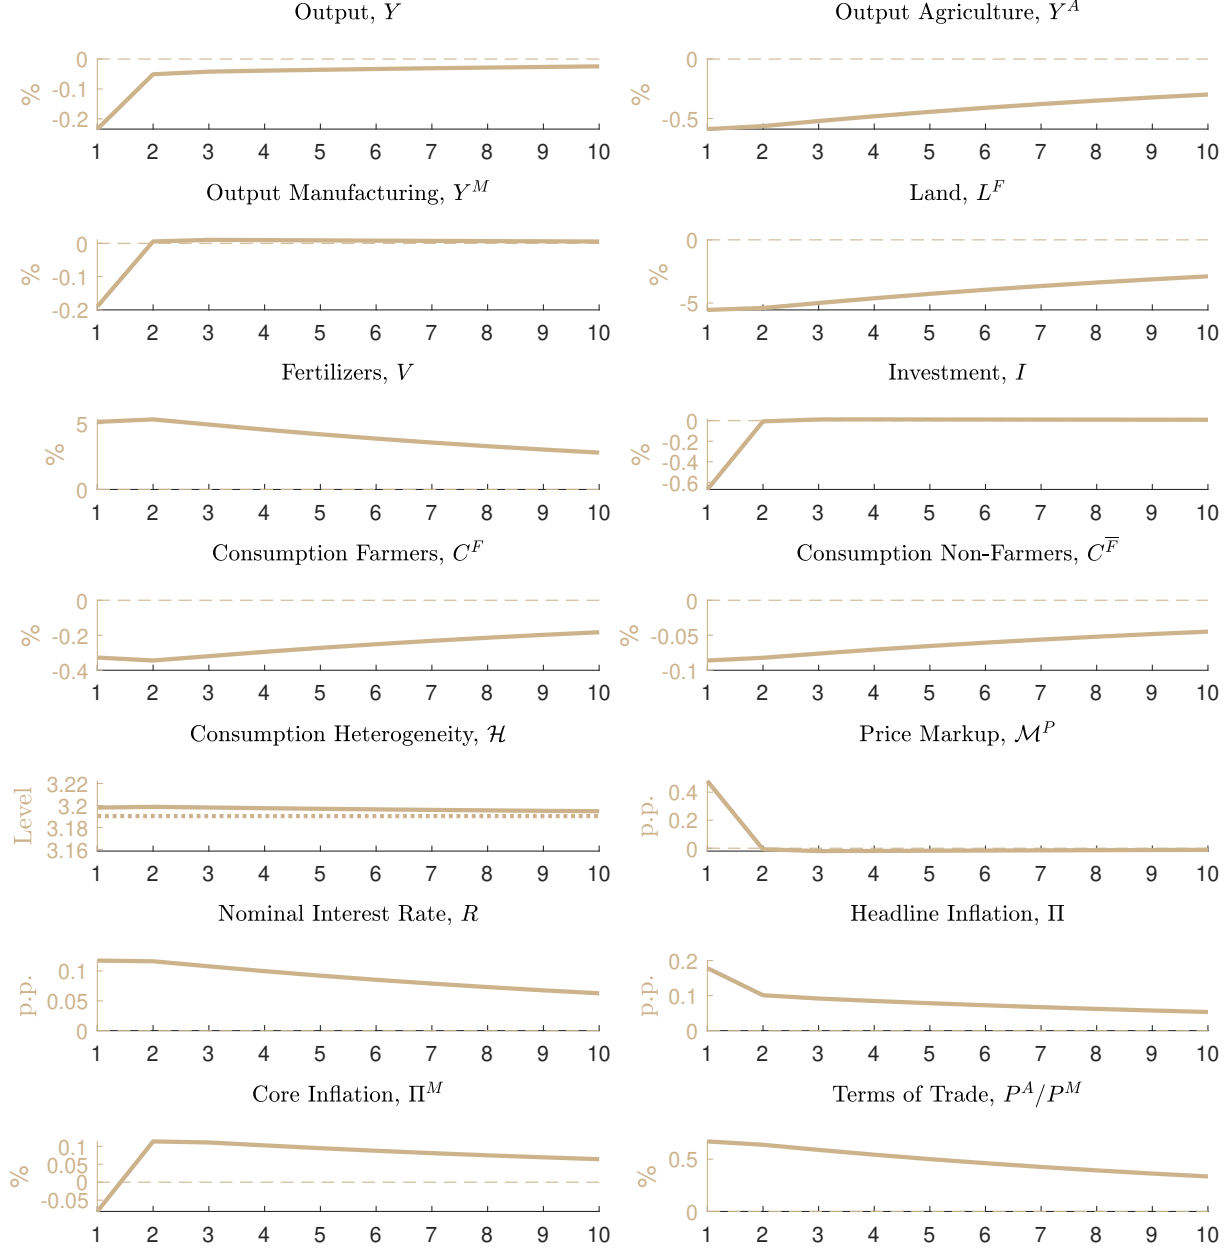 Output, Y
%
0
-0.1
-0.2
1 2 3 4 5 6 7 8 9 10
Output Agriculture, Y^A
%
0
-0.5
1 2 3 4 5 6 7 8 9 10
Output Manufacturing, Y^M
%
0
-0.1
-0.2
1 2 3 4 5 6 7 8 9 10
Land, L^F
%
0
-5
1 2 3 4 5 6 7 8 9 10
Fertilizers, V
%
5
0
1 2 3 4 5 6 7 8 9 10
Investment, I
%
0
-0.2
-0.4
-0.6
1 2 3 4 5 6 7 8 9 10
Consumption Farmers, C^F
%
0
-0.2
-0.4
1 2 3 4 5 6 7 8 9 10
Consumption Non-Farmers, C^F̅
%
0
-0.05
-0.1
1 2 3 4 5 6 7 8 9 10
Consumption Heterogeneity, ℋ
Level
3.22
3.2
3.18
3.16
1 2 3 4 5 6 7 8 9 10
Price Markup, ℳ^P
p.p.
0.4
0.2
0
1 2 3 4 5 6 7 8 9 10
Nominal Interest Rate, R
p.p.
0.1
0.05
0
1 2 3 4 5 6 7 8 9 10
Headline Inflation, Π
p.p.
0.2
0.1
0
1 2 3 4 5 6 7 8 9 10
Core Inflation, Π^M
%
0.1
0.05
0
-0.05
1 2 3 4 5 6 7 8 9 10
Terms of Trade, P^A/P^M
%
0.5
0
1 2 3 4 5 6 7 8 9 10